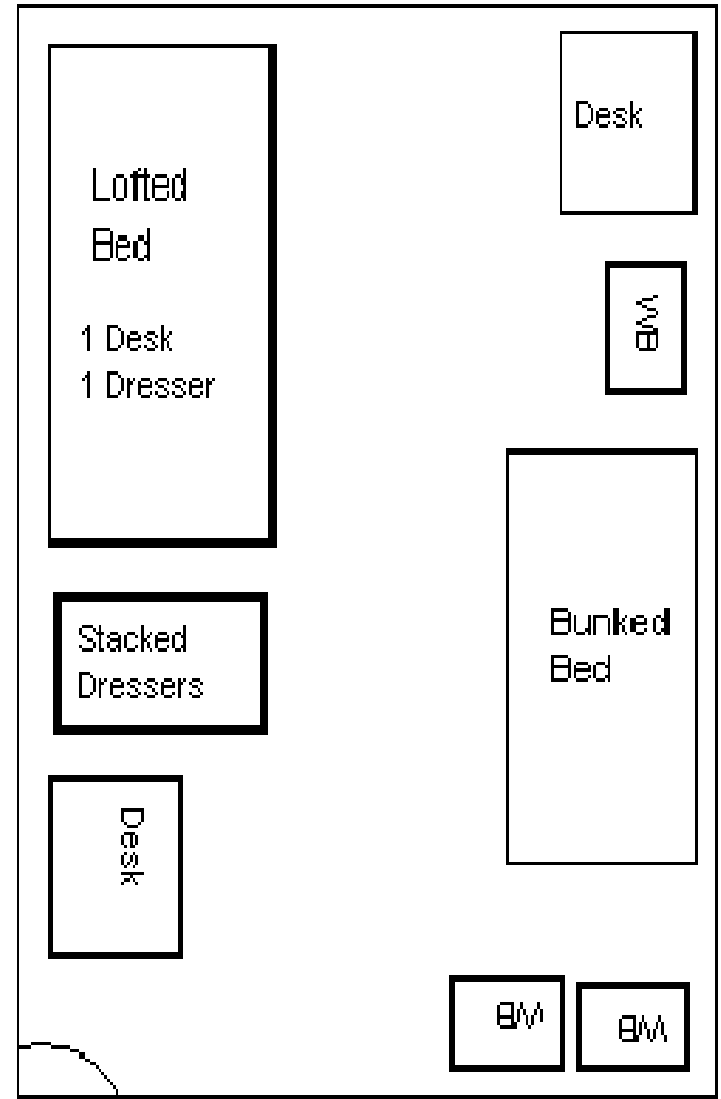 Lofted
Bed
1 Desk
1 Dresser
Desk
WB
Stacked
Dressers
Bunked
Bed
Desk
WB
WB